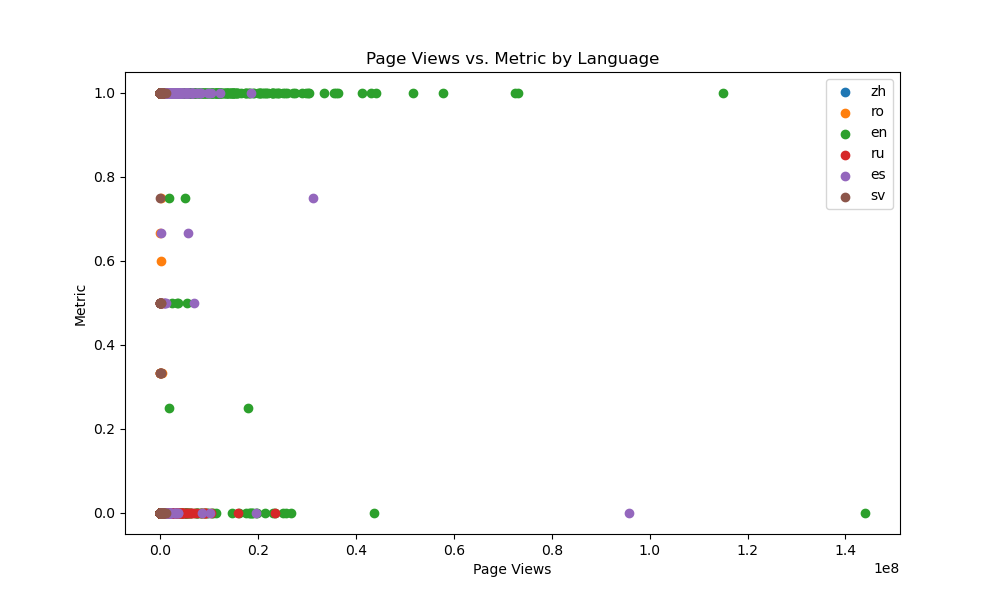 Page Views vs. Metric by Language
Metric
1.0
0.8
0.6
0.4
0.2
0.0
zh
ro
en
ru
es
sv
0.0 0.2 0.4 0.6 0.8 1.0 1.2 1.4
1e8
Page Views